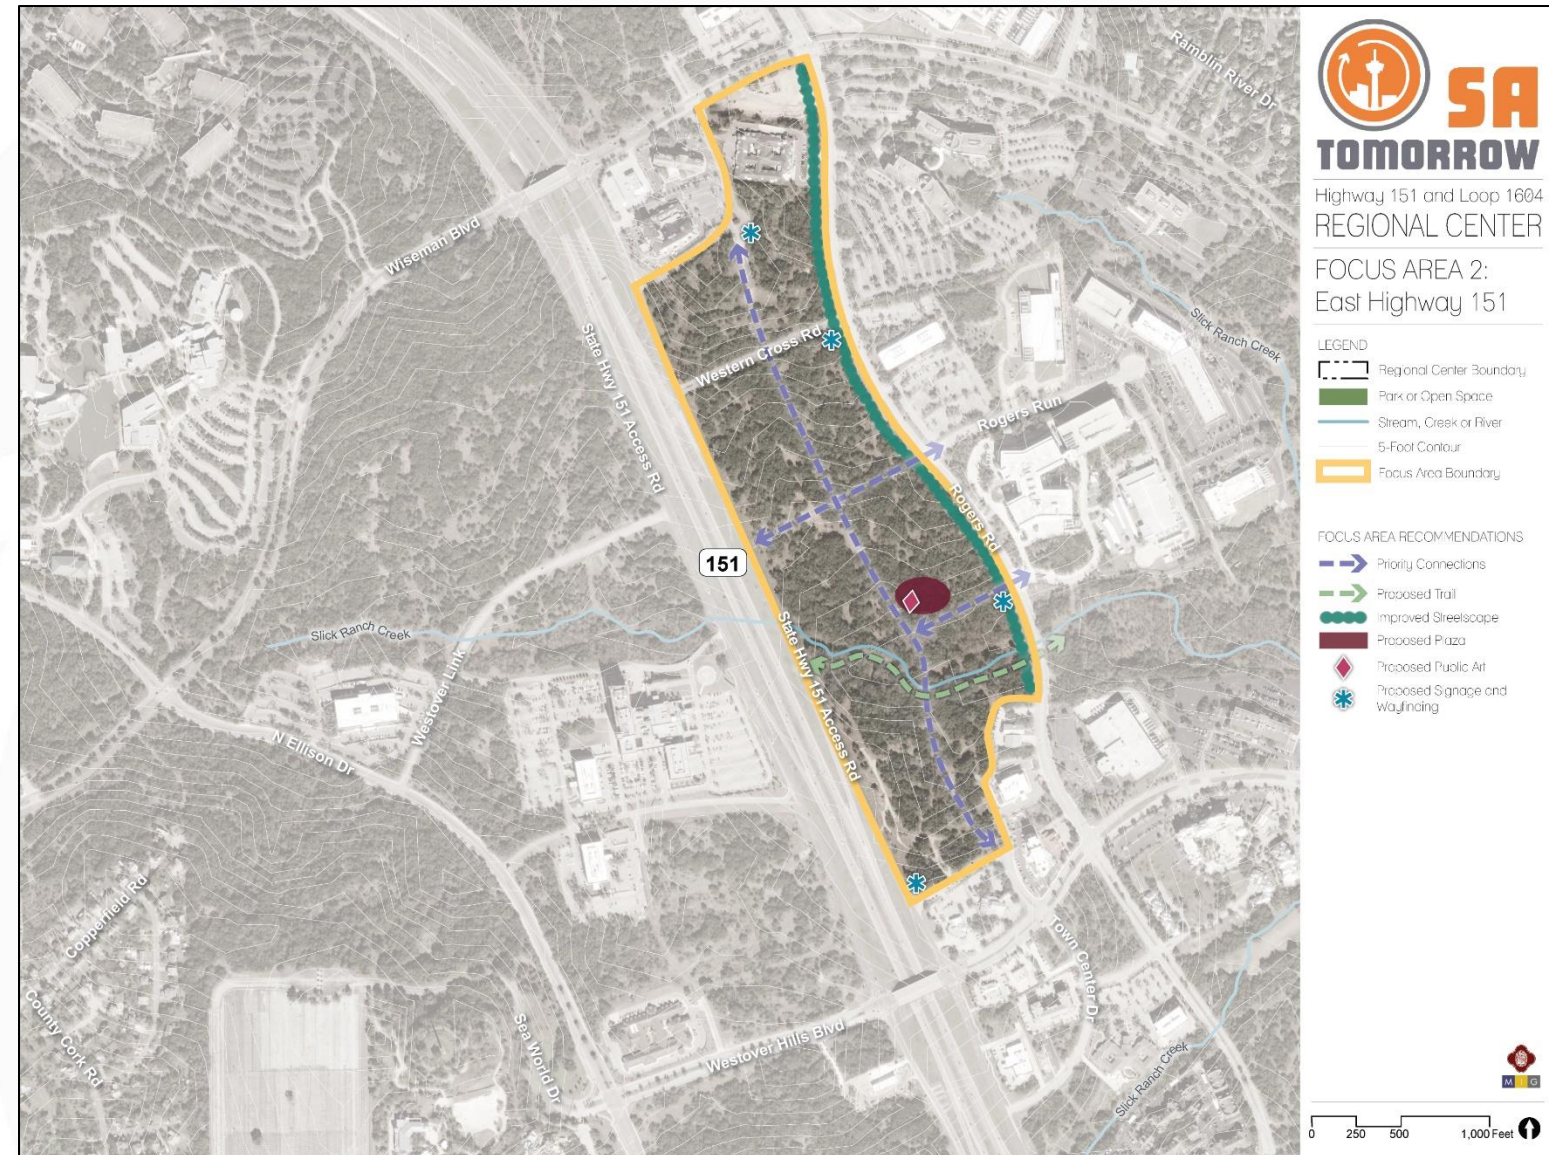 Ramblin River Dr
Wiseman Blvd
State Hwy 151 Access Rd
Western Cross Rd
Slick Ranch Creek
Rogers Run
Rogers Rd
151
Slick Ranch Creek
Westover Link
State Hwy 151 Access Rd
N Ellison Dr
Copperfield Rd
County Cork Rd
Sea World Dr
Westover Hills Blvd
Town Center Dr
Slick Ranch Creek
SA
TOMORROW
Highway 151 and Loop 1604
REGIONAL CENTER
FOCUS AREA 2:
East Highway 151
LEGEND
Regional Center Boundary
Park or Open Space
Stream, Creek or River
5-Foot Contour
Focus Area Boundary
FOCUS AREA RECOMMENDATIONS
Priority Connections
Proposed Trail
Improved Streetscape
Proposed Plaza
Proposed Public Art
Proposed Signage and
Wayfinding
M I G
0 250 500 1,000 Feet